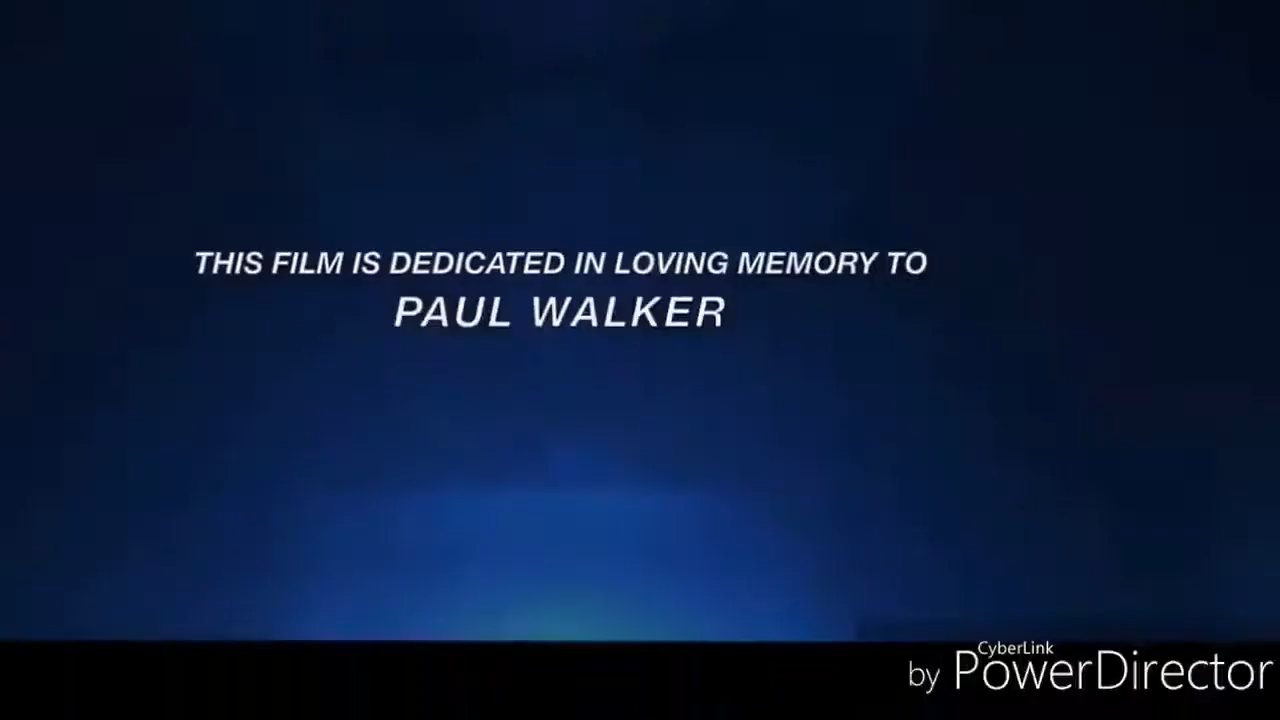 THIS FILM IS DEDICATED IN LOVING MEMORY TO
PAUL WALKER
CyberLink
by PowerDirector